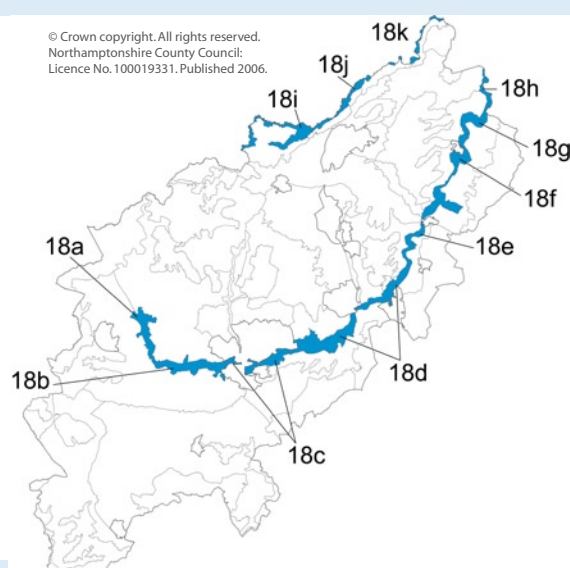 © Crown copyright. All rights reserved.
Northamptonshire County Council:
Licence No. 100019331. Published 2006.
18k
18j
18i
18h
18g
18f
18e
18a
18d
18b
18c